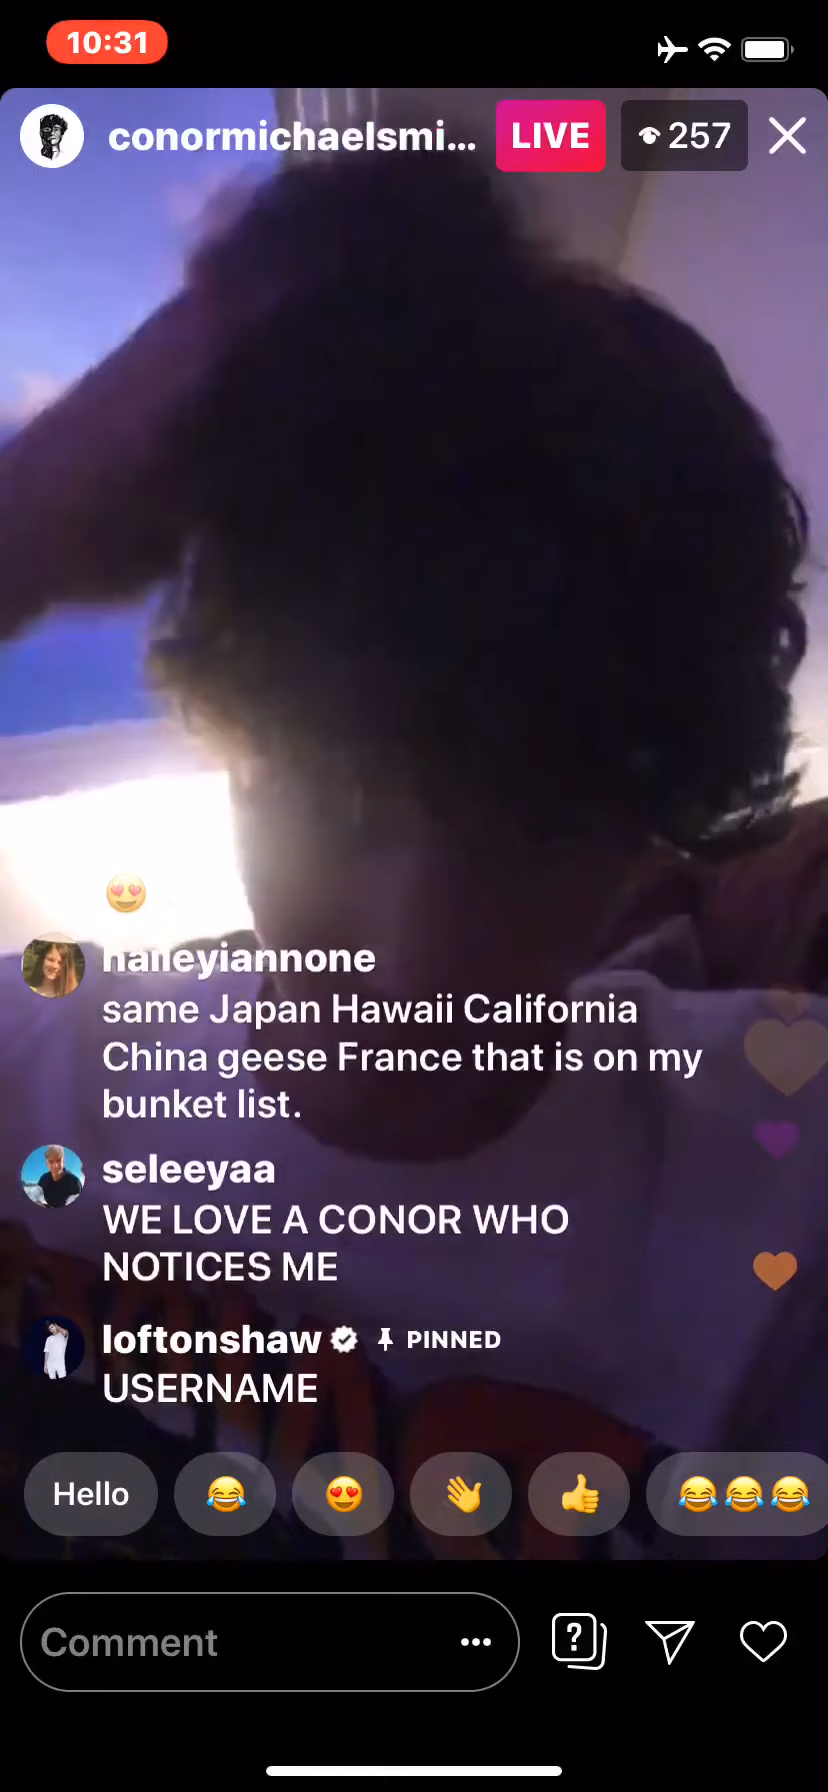 10:31
conormichaelsmi...
LIVE
257
haileyiannone
same Japan Hawaii California
China geese France that is on my
bunket list.
seleeyaa
WE LOVE A CONOR WHO
NOTICES ME
loftonshaw PINNED
USERNAME
Hello
Comment